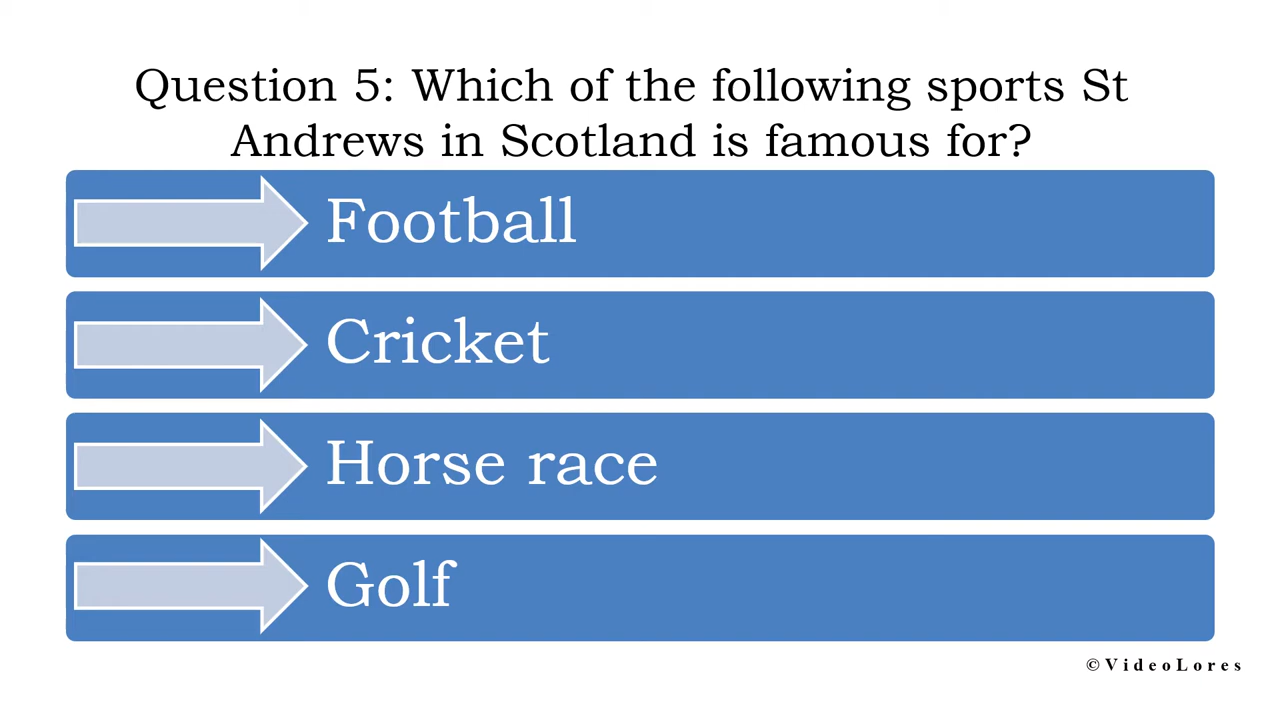 Question 5: Which of the following sports St
Andrews in Scotland is famous for?
Football
Cricket
Horse race
Golf
©VideoLores